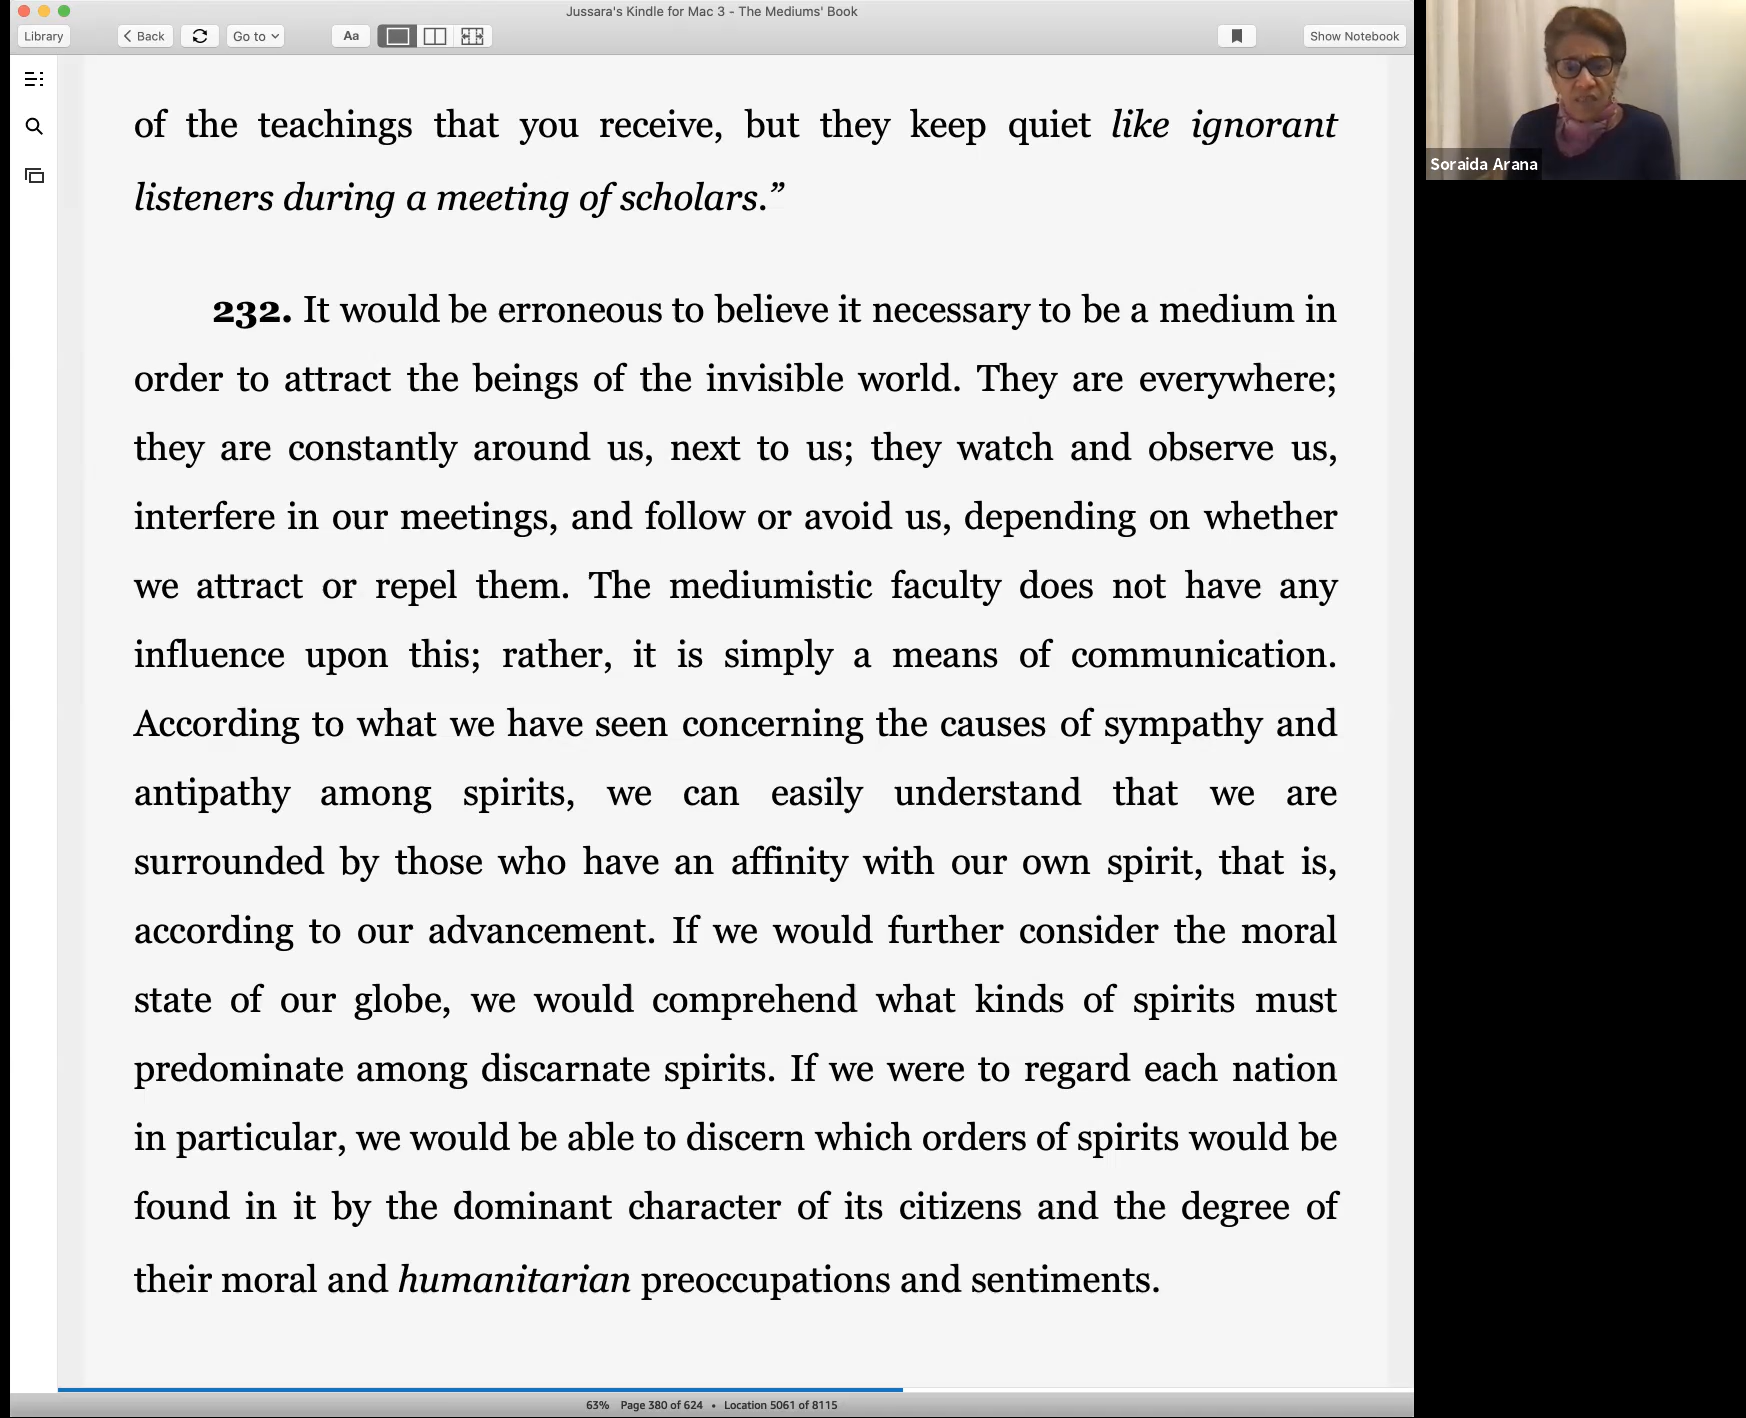 Jussara's Kindle for Mac 3 - The Mediums' Book
Library
Back
Go to
Aa
Show Notebook
of the teachings that you receive, but they keep quiet like ignorant
listeners during a meeting of scholars.”
232. It would be erroneous to believe it necessary to be a medium in
order to attract the beings of the invisible world. They are everywhere;
they are constantly around us, next to us; they watch and observe us,
interfere in our meetings, and follow or avoid us, depending on whether
we attract or repel them. The mediumistic faculty does not have any
influence upon this; rather, it is simply a means of communication.
According to what we have seen concerning the causes of sympathy and
antipathy among spirits, we can easily understand that we are
surrounded by those who have an affinity with our own spirit, that is,
according to our advancement. If we would further consider the moral
state of our globe, we would comprehend what kinds of spirits must
predominate among discarnate spirits. If we were to regard each nation
in particular, we would be able to discern which orders of spirits would be
found in it by the dominant character of its citizens and the degree of
their moral and humanitarian preoccupations and sentiments.
63% Page 380 of 624 • Location 5061 of 8115
Soraida Arana